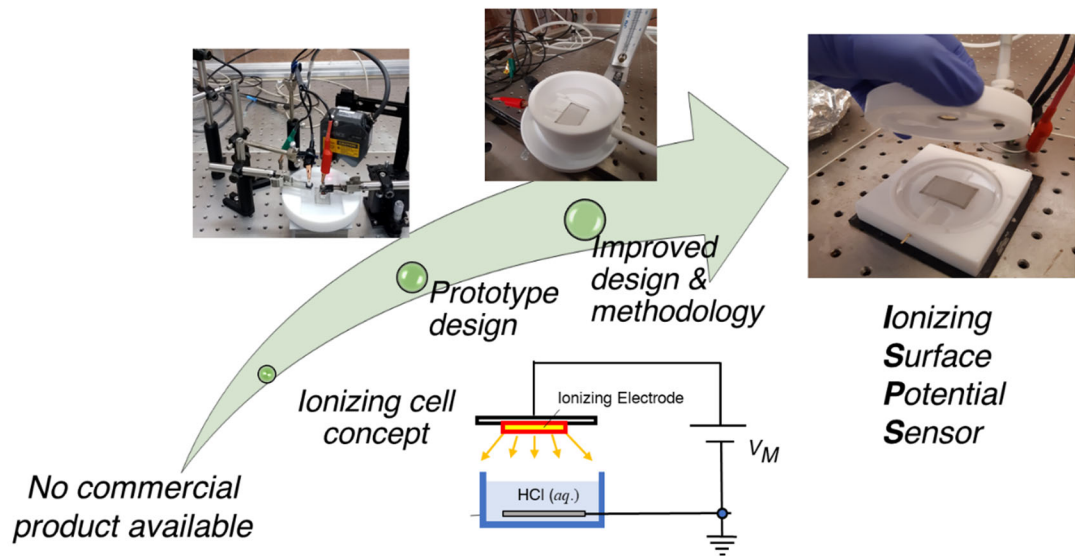 No commercial
product available
Ionizing cell
concept
Prototype
design
Improved
design &
methodology
Ionizing Electrode
HCl (aq.)
VM
Ionizing
Surface
Potential
Sensor